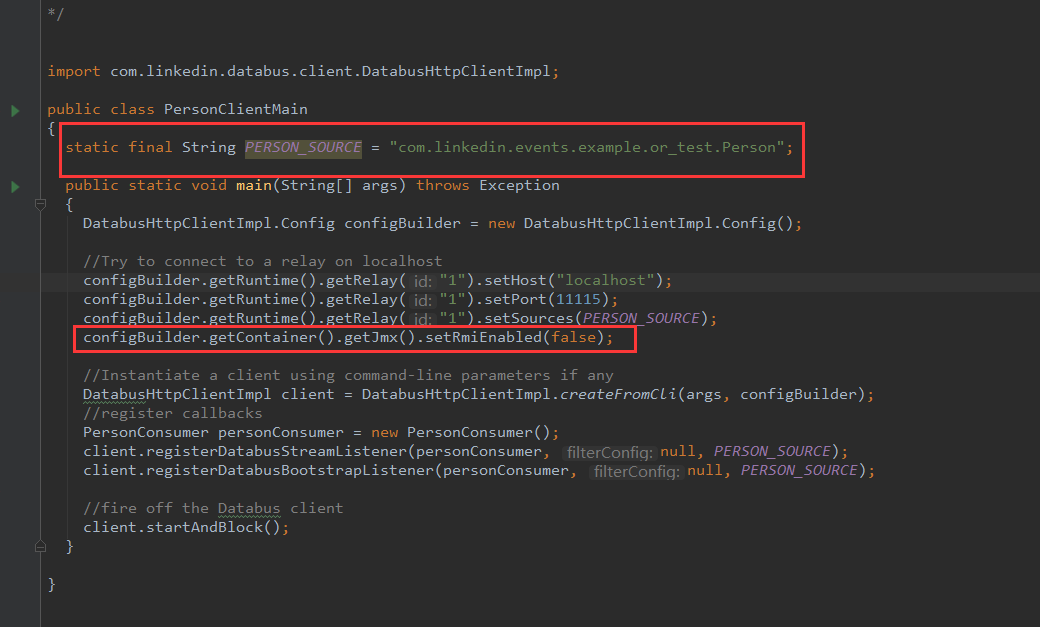 */
import com.linkedin.databus.client.DatabusHttpClientImpl;
public class PersonClientMain
{
static final String PERSON_SOURCE = "com.linkedin.events.example.or_test.Person";
public static void main(String[] args) throws Exception
{
DatabusHttpClientImpl.Config configBuilder = new DatabusHttpClientImpl.Config();
//Try to connect to a relay on localhost
configBuilder.getRuntime().getRelay( id: "1").setHost("localhost");
configBuilder.getRuntime().getRelay( id: "1").setPort(11115);
configBuilder.getRuntime().getRelay( id: "1").setSources(PERSON_SOURCE);
configBuilder.getContainer().getJmx().setRmiEnabled(false);
//Instantiate a client using command-line parameters if any
DatabusHttpClientImpl client = DatabusHttpClientImpl.createFromCli(args, configBuilder);
//register callbacks
PersonConsumer personConsumer = new PersonConsumer();
client.registerDatabusStreamListener(personConsumer, filterConfig: null, PERSON_SOURCE);
client.registerDatabusBootstrapListener(personConsumer, filterConfig: null, PERSON_SOURCE);
//fire off the Databus client
client.startAndBlock();
}
}